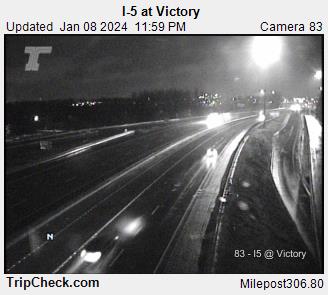 I-5 at Victory
Updated Jan 08 2024 11:59 PM Camera 83
T
N
83 - I5 @ Victory
TripCheck.com Milepost306.80